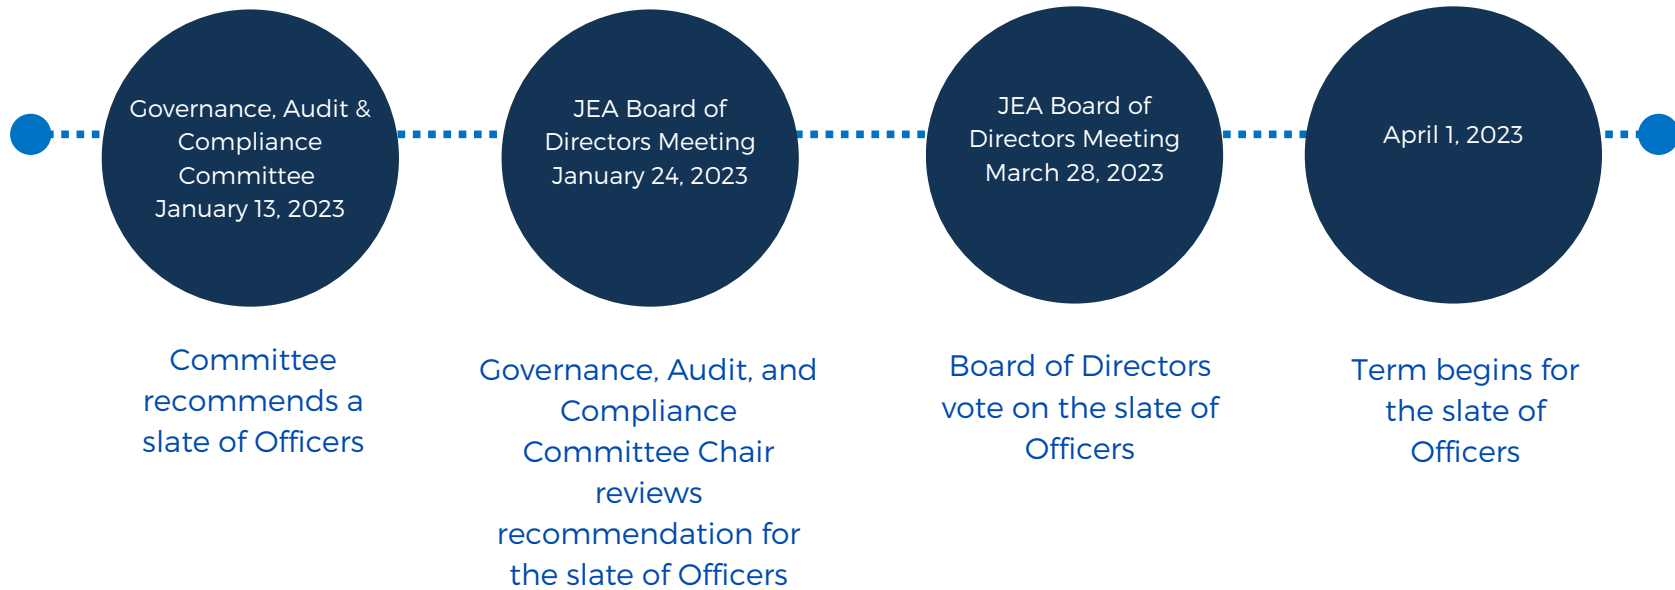 Governance, Audit &
Compliance
Committee
January 13, 2023
JEA Board of
Directors Meeting
January 24, 2023
JEA Board of
Directors Meeting
March 28, 2023
April 1, 2023
Committee
recommends a
slate of Officers
Governance, Audit, and
Compliance
Committee Chair
reviews
recommendation for
the slate of Officers
Board of Directors
vote on the slate of
Officers
Term begins for
the slate of
Officers